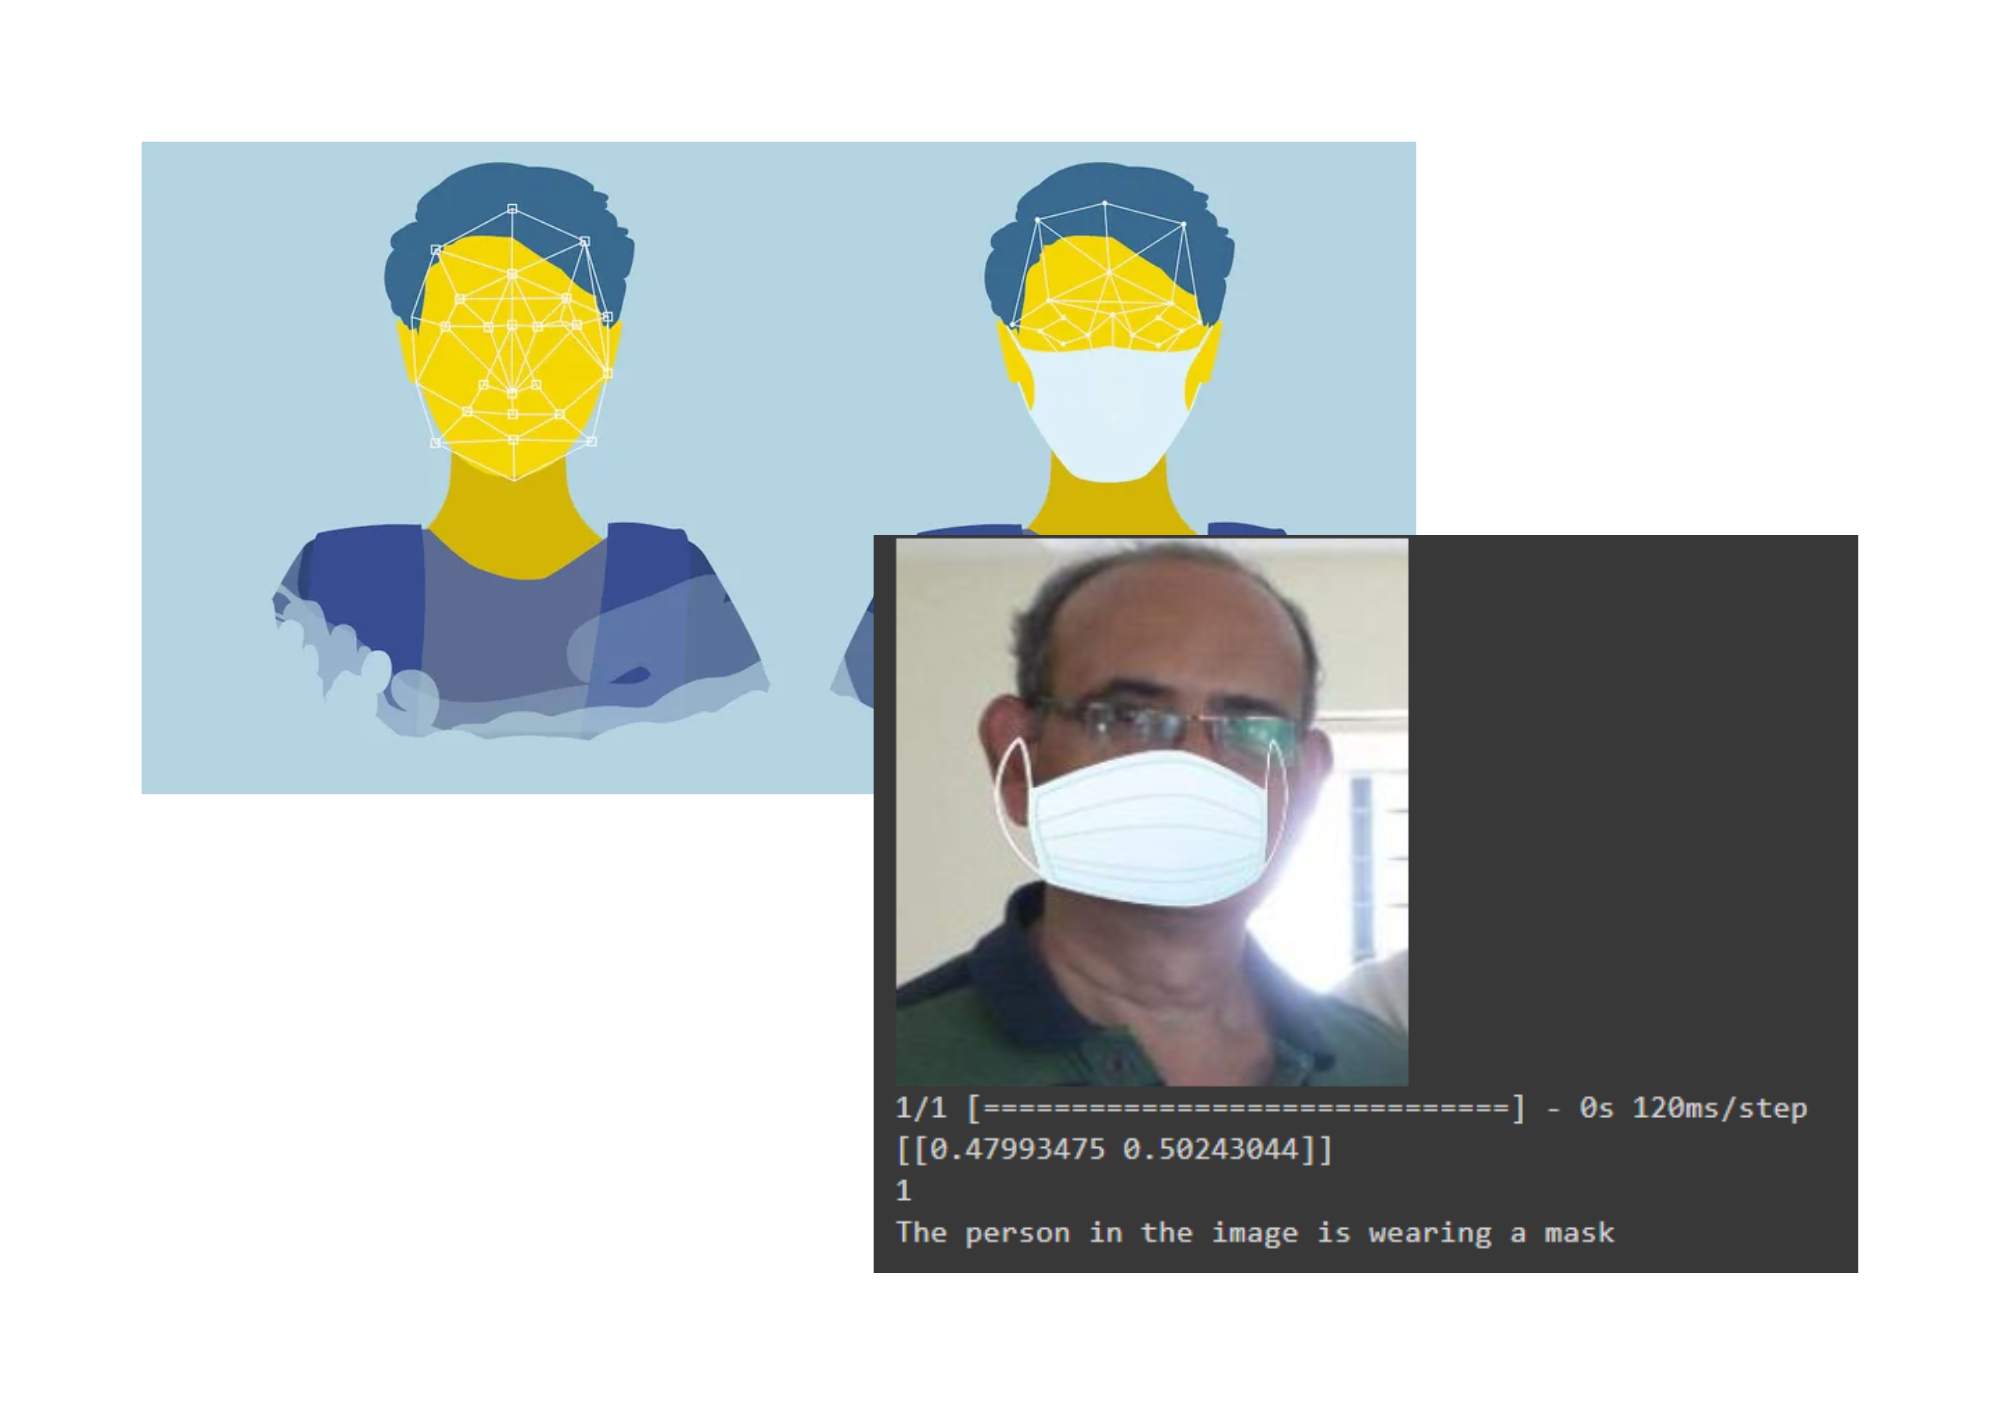 1/1 [==============================] - 0s 120ms/step
[[0.47993475 0.50243044]]
1
The person in the image is wearing a mask